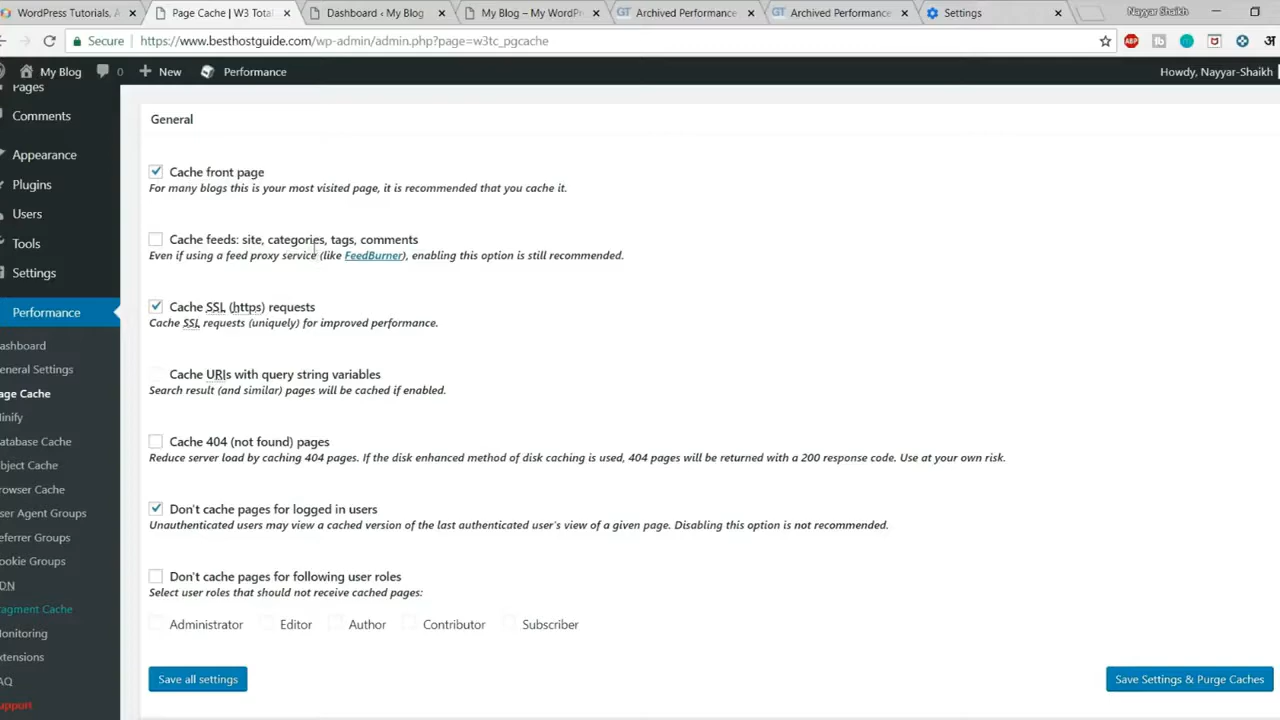 WordPress Tutorials, A
Page Cache | W3 Tota
Dashboard ‹ My Blog
My Blog – My WordPr
Archived Performance
Archived Performanc
Settings
Nayyar Shaikh
Secure
https://www.besthostguide.com/wp-admin/admin.php?page=w3tc_pgcache
ABP
My Blog
0
New
Performance
Howdy, Nayyar-Shaikh
Pages
Comments
Appearance
Plugins
Users
Tools
Settings
Performance
ashboard
eneral Settings
age Cache
inify
atabase Cache
bject Cache
rowser Cache
ser Agent Groups
eferrer Groups
ookie Groups
DN
ragment Cache
onitoring
xtensions
AQ
upport
General
Cache front page
For many blogs this is your most visited page, it is recommended that you cache it.
Cache feeds: site, categories, tags, comments
Even if using a feed proxy service (like FeedBurner), enabling this option is still recommended.
Cache SSL (https) requests
Cache SSL requests (uniquely) for improved performance.
Cache URIs with query string variables
Search result (and similar) pages will be cached if enabled.
Cache 404 (not found) pages
Reduce server load by caching 404 pages. If the disk enhanced method of disk caching is used, 404 pages will be returned with a 200 response code. Use at your own risk.
Don't cache pages for logged in users
Unauthenticated users may view a cached version of the last authenticated user's view of a given page. Disabling this option is not recommended.
Don't cache pages for following user roles
Select user roles that should not receive cached pages:
Administrator Editor Author Contributor Subscriber
Save all settings
Save Settings & Purge Caches